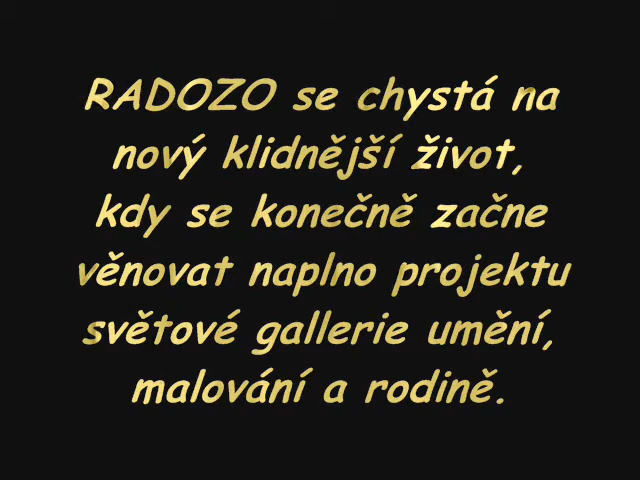 RADOZO se chystá na
nový klidnější život,
kdy se konečně začne
věnovat naplno projektu
světové gallerie umění,
malování a rodině.